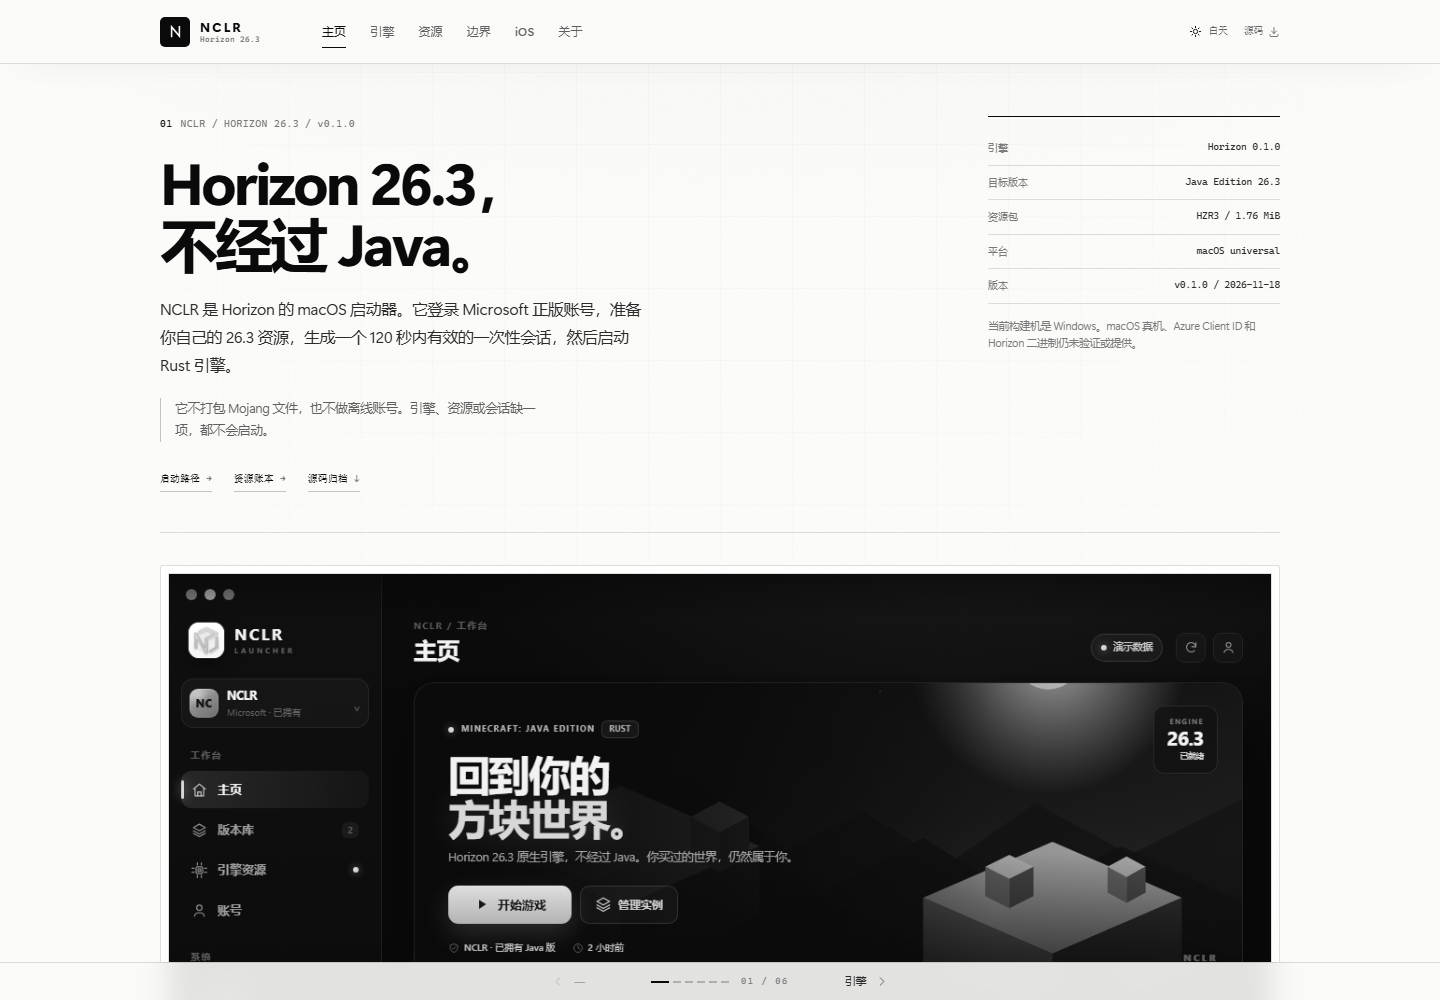 NCLR
Horizon 26.3
主页
引擎
资源
边界
iOS
关于
白天
源码
01 NCLR / HORIZON 26.3 / v0.1.0
Horizon 26.3，
不经过 Java。
NCLR 是 Horizon 的 macOS 启动器。它登录 Microsoft 正版账号，准备
你自己的 26.3 资源，生成一个 120 秒内有效的一次性会话，然后启动
Rust 引擎。
它不打包 Mojang 文件，也不做离线账号。引擎、资源或会话缺一
项，都不会启动。
启动路径 →
资源账本 →
源码归档 ↓
引擎 Horizon 0.1.0
目标版本 Java Edition 26.3
资源包 HZR3 / 1.76 MiB
平台 macOS universal
版本 v0.1.0 / 2026-11-18
当前构建机是 Windows。macOS 真机、Azure Client ID 和
Horizon 二进制仍未验证或提供。
NCLR
LAUNCHER
NC
NCLR
Microsoft · 已拥有
工作台
主页
版本库 2
引擎资源
账号
系统
NCLR / 工作台
主页
演示数据
MINECRAFT: JAVA EDITION RUST
回到你的
方块世界。
Horizon 26.3 原生引擎，不经过 Java。你买过的世界，仍然属于你。
开始游戏
管理实例
NCLR · 已拥有 Java 版
2 小时前
ENGINE
26.3
已就绪
NCLR
—
01 / 06
引擎